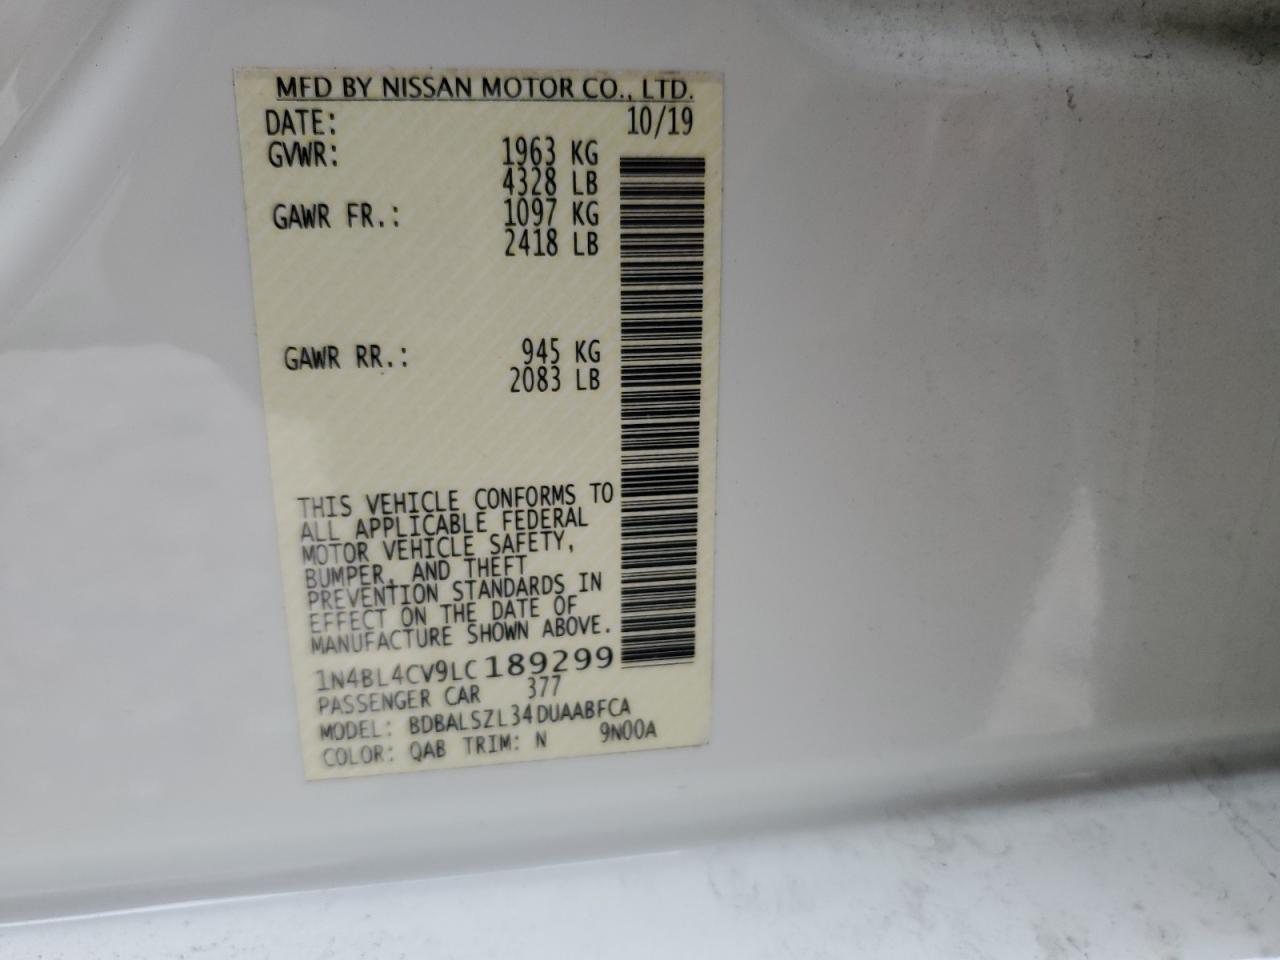 MFD BY NISSAN MOTOR CO., LTD.
DATE: 10/19
GVWR: 1963 KG
4328 LB
GAWR FR.: 1097 KG
2418 LB
GAWR RR.: 945 KG
2083 LB
THIS VEHICLE CONFORMS TO
ALL APPLICABLE FEDERAL
MOTOR VEHICLE SAFETY,
BUMPER, AND THEFT
PREVENTION STANDARDS IN
EFFECT ON THE DATE OF
MANUFACTURE SHOWN ABOVE.
1N4BL4CV9LC189299
PASSENGER CAR 377
MODEL: BDBALSZL34DUAABFCA
COLOR: QAB TRIM: N 9N00A